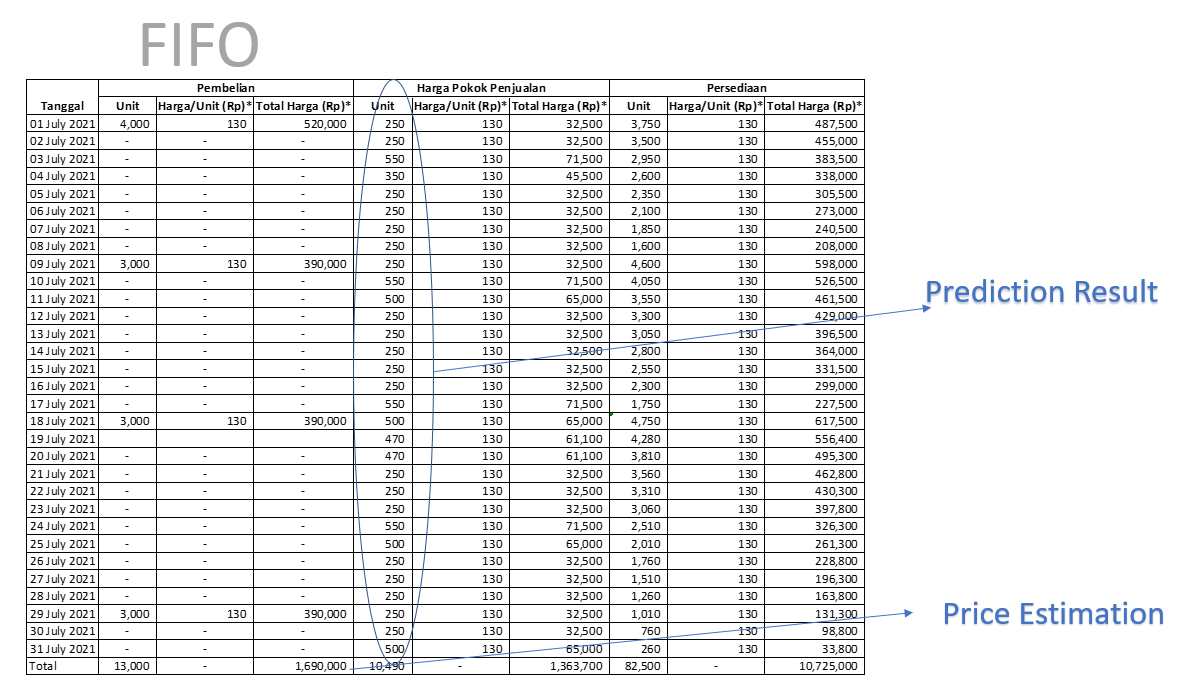 FIFO
Pembelian Harga Pokok Penjualan Persediaan
Tanggal Unit Harga/Unit (Rp)* Total Harga (Rp)* Unit Harga/Unit (Rp)* Total Harga (Rp)* Unit Harga/Unit (Rp)* Total Harga (Rp)*
01 July 2021 4,000 130 520,000 250 130 32,500 3,750 130 487,500
02 July 2021 - - - 250 130 32,500 3,500 130 455,000
03 July 2021 - - - 550 130 71,500 2,950 130 383,500
04 July 2021 - - - 350 130 45,500 2,600 130 338,000
05 July 2021 - - - 250 130 32,500 2,350 130 305,500
06 July 2021 - - - 250 130 32,500 2,100 130 273,000
07 July 2021 - - - 250 130 32,500 1,850 130 240,500
08 July 2021 - - - 250 130 32,500 1,600 130 208,000
09 July 2021 3,000 130 390,000 250 130 32,500 4,600 130 598,000
10 July 2021 - - - 550 130 71,500 4,050 130 526,500
11 July 2021 - - - 500 130 65,000 3,550 130 461,500
12 July 2021 - - - 250 130 32,500 3,300 130 429,000
13 July 2021 - - - 250 130 32,500 3,050 130 396,500
14 July 2021 - - - 250 130 32,500 2,800 130 364,000
15 July 2021 - - - 250 130 32,500 2,550 130 331,500
16 July 2021 - - - 250 130 32,500 2,300 130 299,000
17 July 2021 - - - 550 130 71,500 1,750 130 227,500
18 July 2021 3,000 130 390,000 500 130 65,000 4,750 130 617,500
19 July 2021 470 130 61,100 4,280 130 556,400
20 July 2021 - - - 470 130 61,100 3,810 130 495,300
21 July 2021 - - - 250 130 32,500 3,560 130 462,800
22 July 2021 - - - 250 130 32,500 3,310 130 430,300
23 July 2021 - - - 250 130 32,500 3,060 130 397,800
24 July 2021 - - - 550 130 71,500 2,510 130 326,300
25 July 2021 - - - 500 130 65,000 2,010 130 261,300
26 July 2021 - - - 250 130 32,500 1,760 130 228,800
27 July 2021 - - - 250 130 32,500 1,510 130 196,300
28 July 2021 - - - 250 130 32,500 1,260 130 163,800
29 July 2021 3,000 130 390,000 250 130 32,500 1,010 130 131,300
30 July 2021 - - - 250 130 32,500 760 130 98,800
31 July 2021 - - - 500 130 65,000 260 130 33,800
Total 13,000 - 1,690,000 10,490 - 1,363,700 82,500 - 10,725,000
Prediction Result
Price Estimation